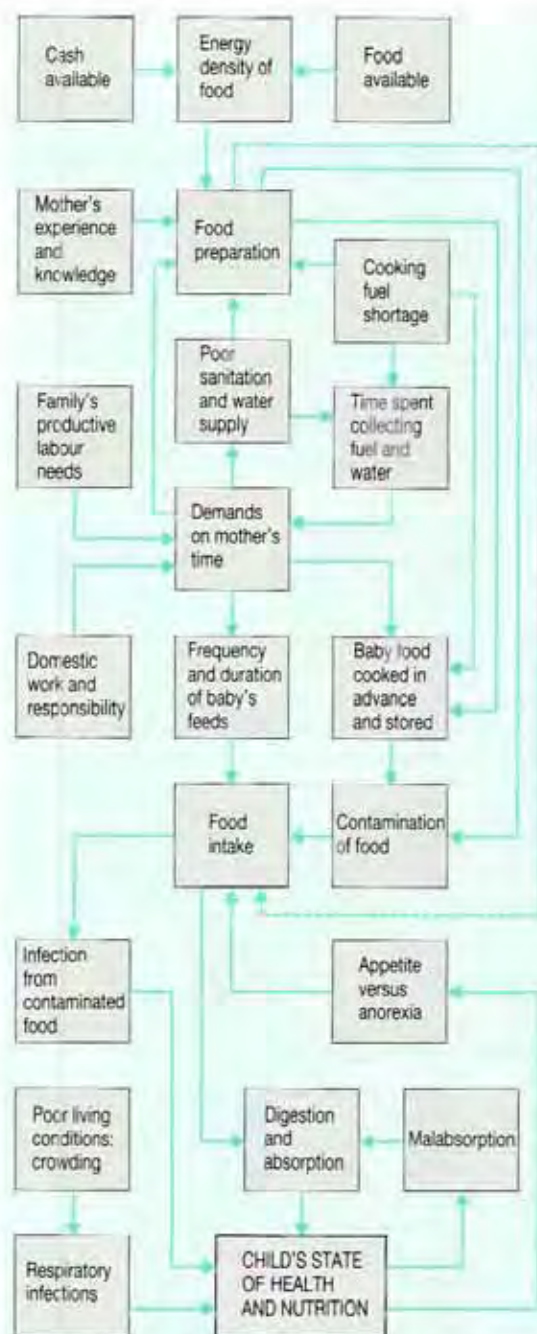 Cash
available
Energy
density of
food
Food
available
Mother's
experience
and
knowledge
Food
preparation
Cooking
fuel
shortage
Poor
sanitation
and water
supply
Family's
productive
labour
needs
Time spent
collecting
fuel and
water
Demands
on mother's
time
Domestic
work and
responsibility
Frequency
and duration
of baby's
feeds
Baby food
cooked in
advance
and stored
Food
intake
Contamination
of food
Infection
from
contaminated
food
Appetite
versus
anorexia
Poor living
conditions:
crowding
Digestion
and
absorption
Malabsorption
Respiratory
infections
CHILD'S STATE
OF HEALTH
AND NUTRITION